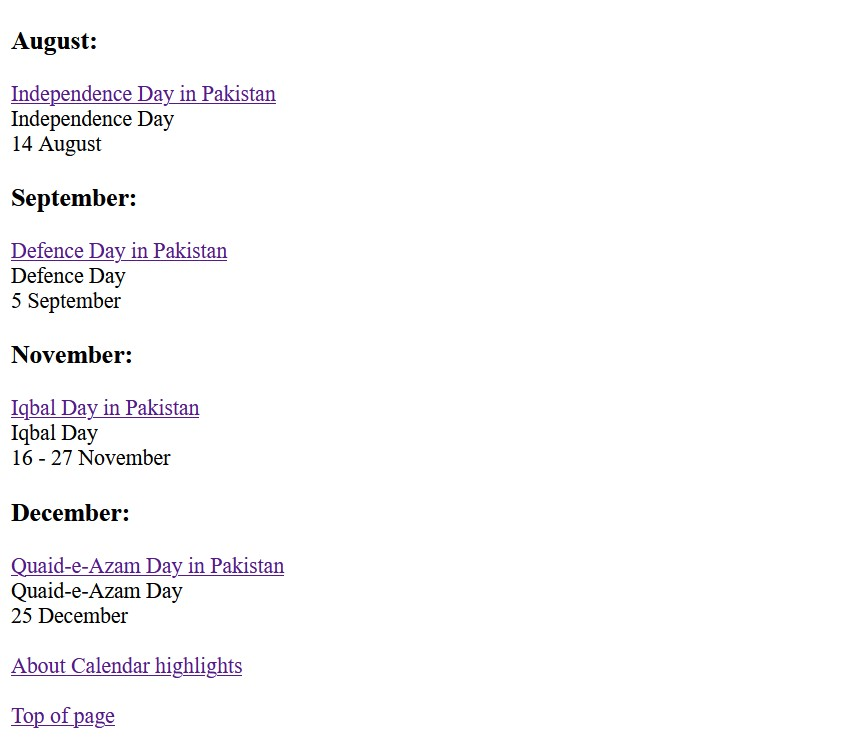 August:
Independence Day in Pakistan
Independence Day
14 August
September:
Defence Day in Pakistan
Defence Day
5 September
November:
Iqbal Day in Pakistan
Iqbal Day
16 - 27 November
December:
Quaid-e-Azam Day in Pakistan
Quaid-e-Azam Day
25 December
About Calendar highlights
Top of page